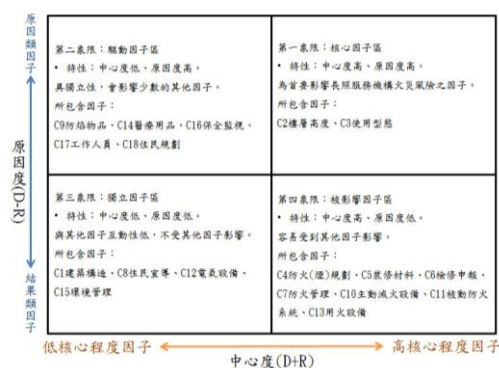 原因類因子
原因度(D-R)
結果類因子
第二象限：驅動因子區
• 特性：中心度低、原因度高。
具獨立性，會影響少數的其他因子。
所包含因子：
C9防焰物品、C14醫療用品、C16保全監視、
C17工作人員、C18住民規劃
第一象限：核心因子區
• 特性：中心度高、原因度高。
為首要影響長照服務機構火災風險之因子。
所包含因子：
C2樓層高度、C3使用型態
第三象限：獨立因子區
• 特性：中心度低、原因度低。
與其他因子互動性低，不受其他因子影響。
所包含因子：
C1建築構造、C8住民宣導、C12電氣設備、
C15環境管理
第四象限：被影響因子區
• 特性：中心度高、原因度低。
容易受到其他因子影響。
所包含因子：
C4防火(煙)規劃、C5裝修材料、C6檢修申報、
C7防火管理、C10主動滅火設備、C11被動防火
系統、C13用火設備
低核心程度因子
高核心程度因子
中心度(D+R)